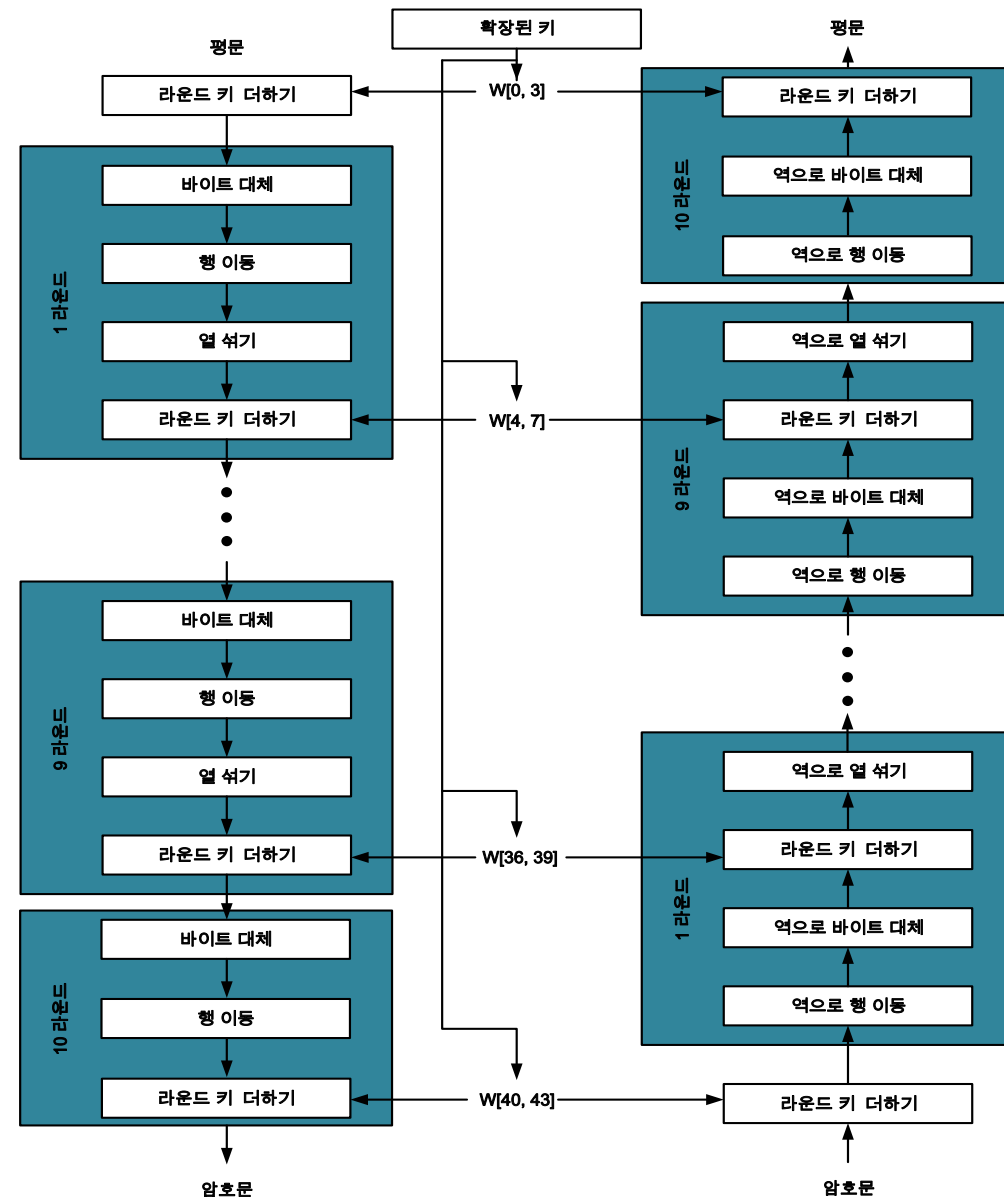 확장된 키
평문
라운드 키 더하기
1 라운드
바이트 대체
행 이동
열 섞기
라운드 키 더하기
9 라운드
바이트 대체
행 이동
열 섞기
라운드 키 더하기
10 라운드
바이트 대체
행 이동
라운드 키 더하기
암호문
W[0, 3]
W[4, 7]
W[36, 39]
W[40, 43]
평문
10 라운드
라운드 키 더하기
역으로 바이트 대체
역으로 행 이동
9 라운드
역으로 열 섞기
라운드 키 더하기
역으로 바이트 대체
역으로 행 이동
1 라운드
역으로 열 섞기
라운드 키 더하기
역으로 바이트 대체
역으로 행 이동
라운드 키 더하기
암호문